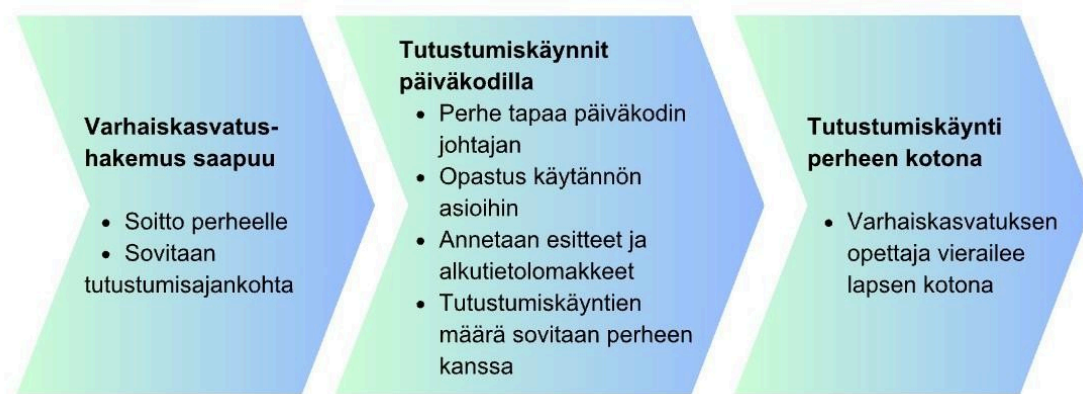 Varhaiskasvatus-
hakemus saapuu
• Soitto perheelle
• Sovitaan
tutustumisajankohta
Tutustumiskäynnit
päiväkodilla
• Perhe tapaa päiväkodin
johtajan
• Opastus käytännön
asioihin
• Annetaan esitteet ja
alkutietolomakkeet
• Tutustumiskäyntien
määrä sovitaan perheen
kanssa
Tutustumiskäynti
perheen kotona
• Varhaiskasvatuksen
opettaja vierailee
lapsen kotona